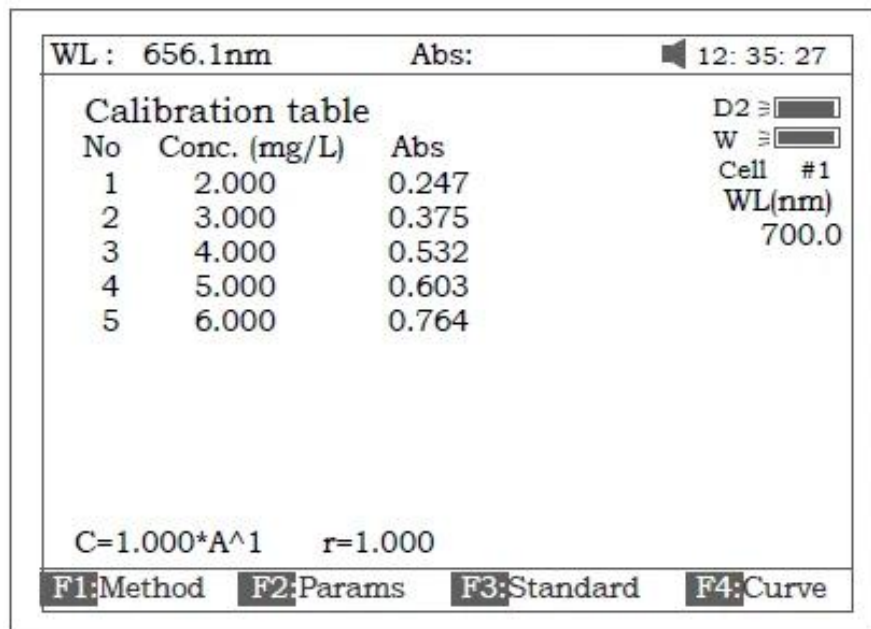 WL : 656.1nm Abs: 12: 35: 27
Calibration table D2
No Conc. (mg/L) Abs W
1 2.000 0.247 Cell #1
2 3.000 0.375 WL(nm)
3 4.000 0.532 700.0
4 5.000 0.603
5 6.000 0.764
C=1.000*A^1 r=1.000
F1:Method F2:Params F3:Standard F4:Curve